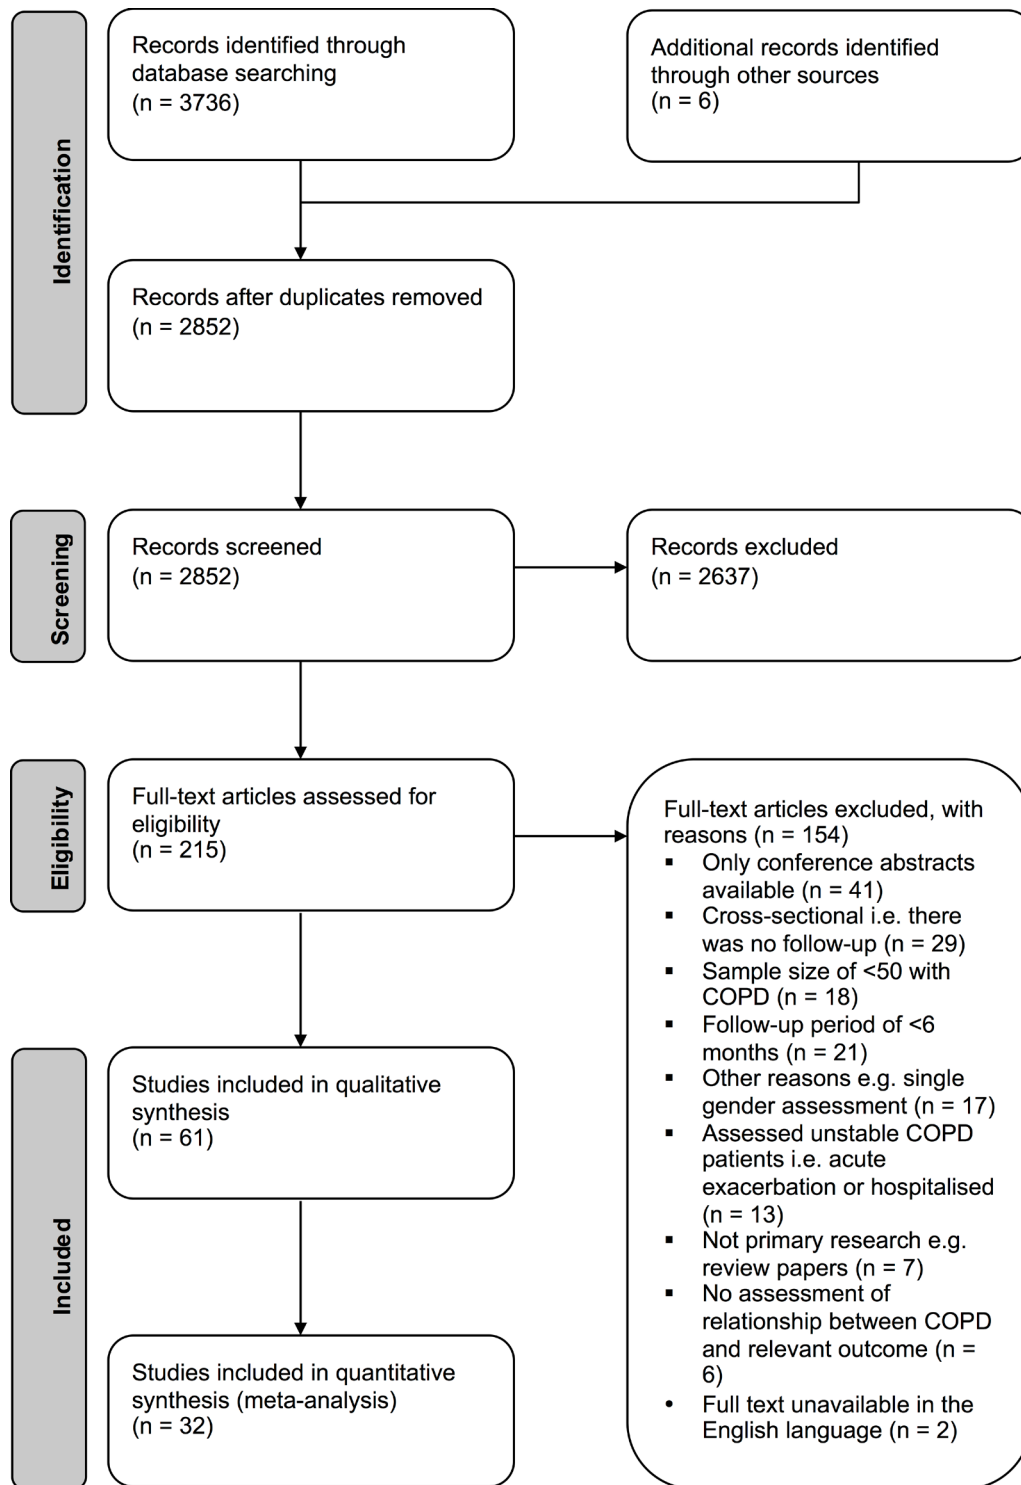 Identification
Records identified through
database searching
(n = 3736)
Additional records identified
through other sources
(n = 6)
Records after duplicates removed
(n = 2852)
Screening
Records screened
(n = 2852)
Records excluded
(n = 2637)
Eligibility
Full-text articles assessed for
eligibility
(n = 215)
Full-text articles excluded, with
reasons (n = 154)
▪ Only conference abstracts
available (n = 41)
▪ Cross-sectional i.e. there
was no follow-up (n = 29)
▪ Sample size of <50 with
COPD (n = 18)
▪ Follow-up period of <6
months (n = 21)
▪ Other reasons e.g. single
gender assessment (n = 17)
▪ Assessed unstable COPD
patients i.e. acute
exacerbation or hospitalised
(n = 13)
▪ Not primary research e.g.
review papers (n = 7)
▪ No assessment of
relationship between COPD
and relevant outcome (n =
6)
• Full text unavailable in the
English language (n = 2)
Included
Studies included in qualitative
synthesis
(n = 61)
Studies included in quantitative
synthesis (meta-analysis)
(n = 32)